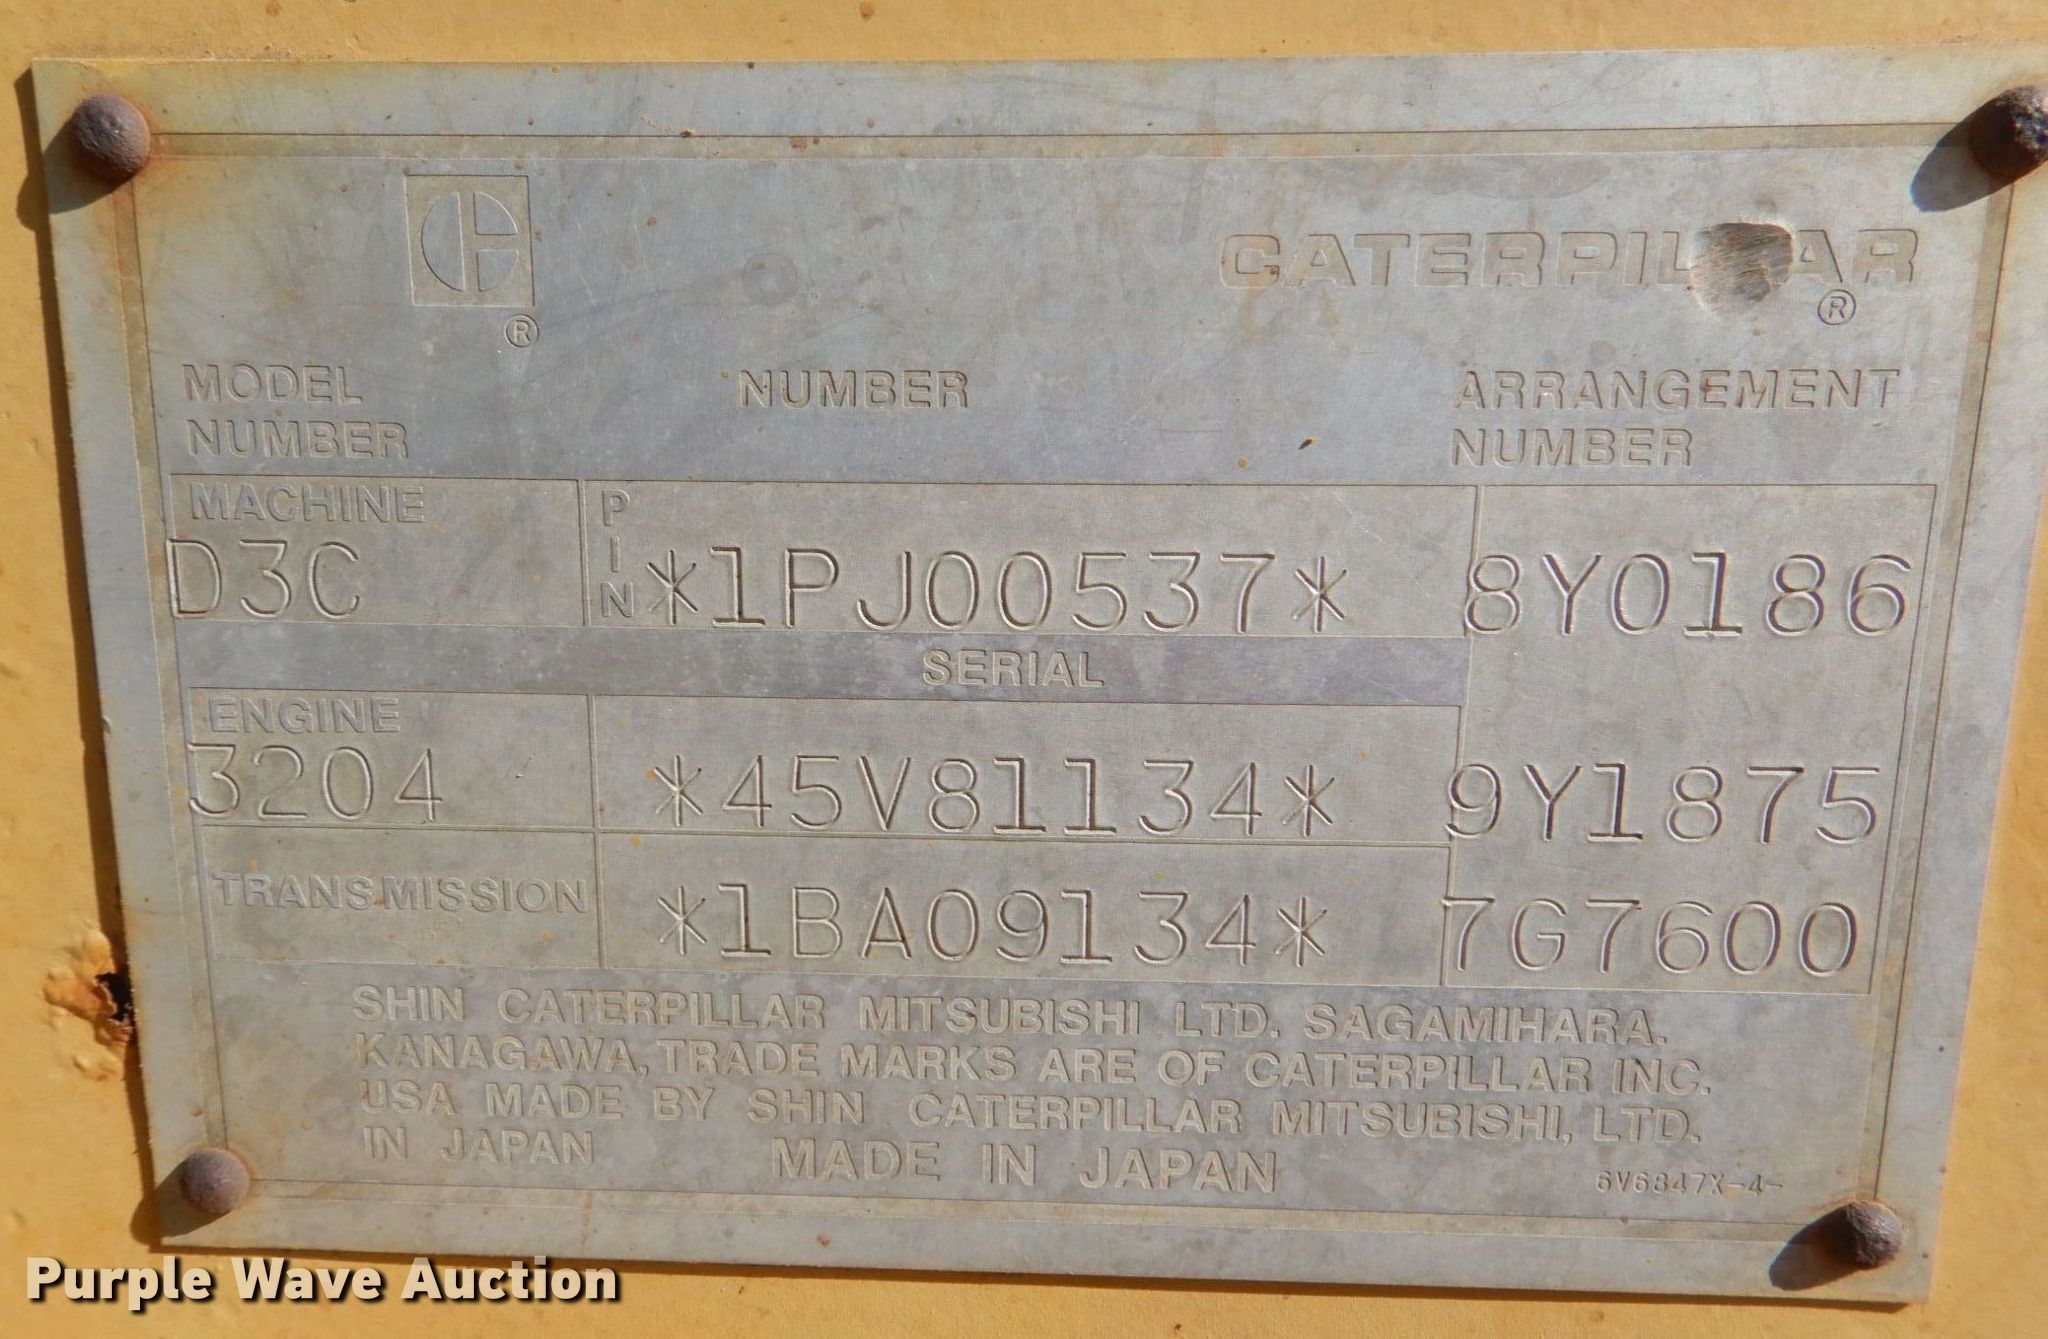 CATERPILLAR
®
®
MODEL NUMBER
NUMBER
ARRANGEMENT NUMBER
MACHINE
D3C
PIN
*1PJ00537*
8Y0186
SERIAL
ENGINE
3204
*45V81134*
9Y1875
TRANSMISSION
*1BA09134*
7G7600
SHIN CATERPILLAR MITSUBISHI LTD. SAGAMIHARA.
KANAGAWA, TRADE MARKS ARE OF CATERPILLAR INC.
USA MADE BY SHIN CATERPILLAR MITSUBISHI, LTD.
IN JAPAN MADE IN JAPAN
6V6847X-4-
Purple Wave Auction